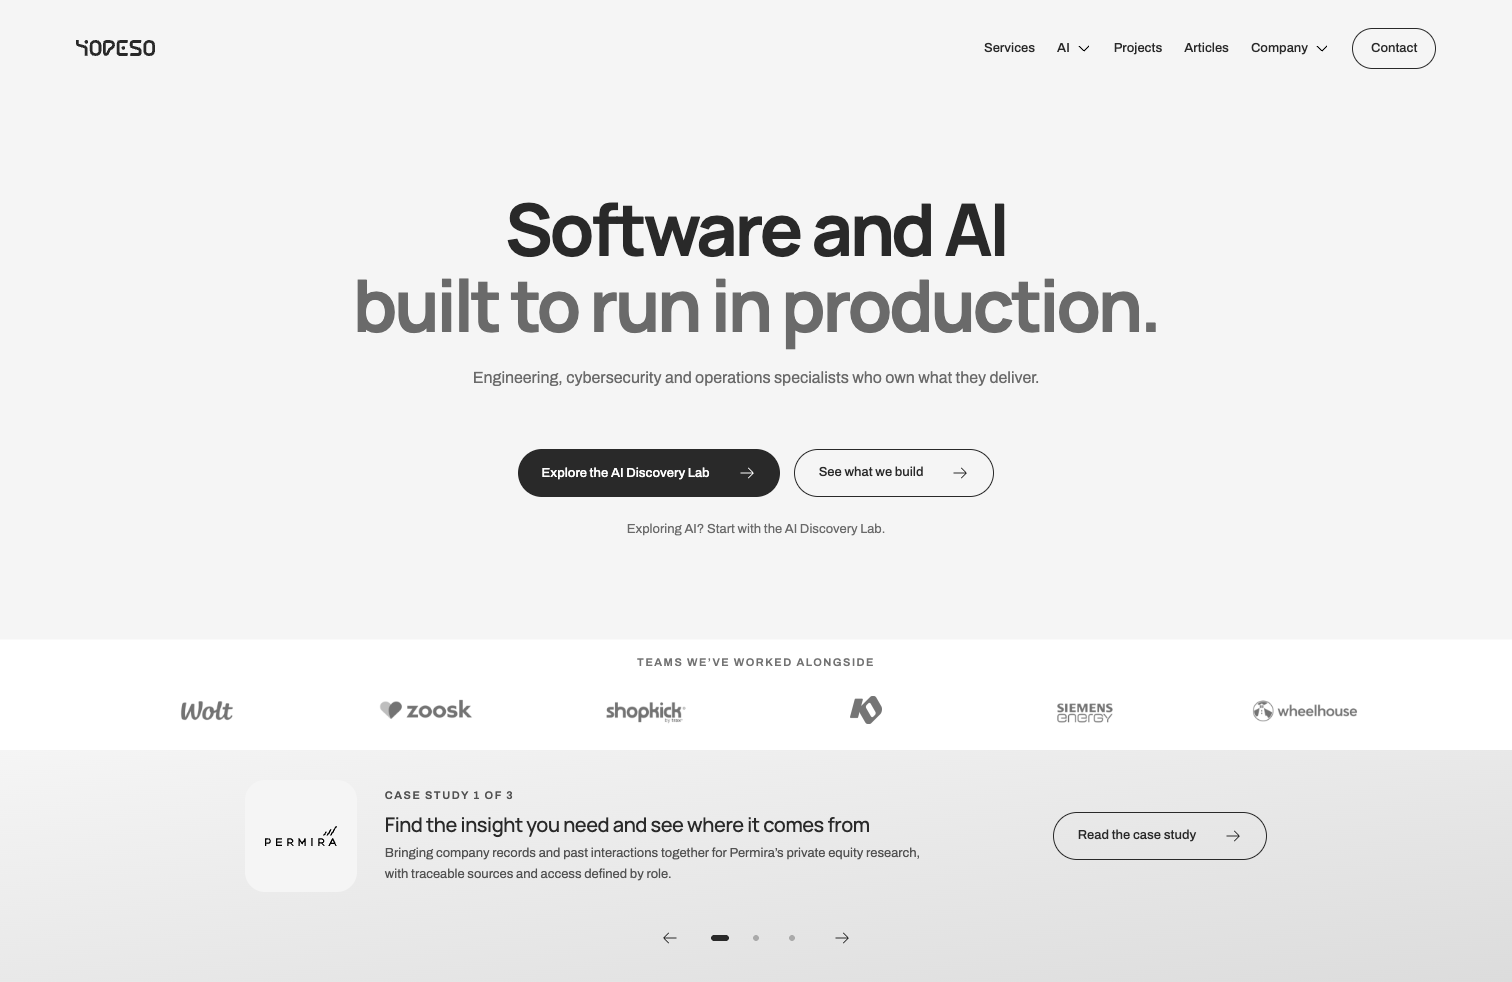 YOPESO
Services
AI
Projects
Articles
Company
Contact
Software and AI
built to run in production.
Engineering, cybersecurity and operations specialists who own what they deliver.
Explore the AI Discovery Lab
See what we build
Exploring AI? Start with the AI Discovery Lab.
TEAMS WE’VE WORKED ALONGSIDE
Wolt
zoosk
shopkick
SIEMENS
energy
wheelhouse
PERMIRA
CASE STUDY 1 OF 3
Find the insight you need and see where it comes from
Bringing company records and past interactions together for Permira’s private equity research,
with traceable sources and access defined by role.
Read the case study